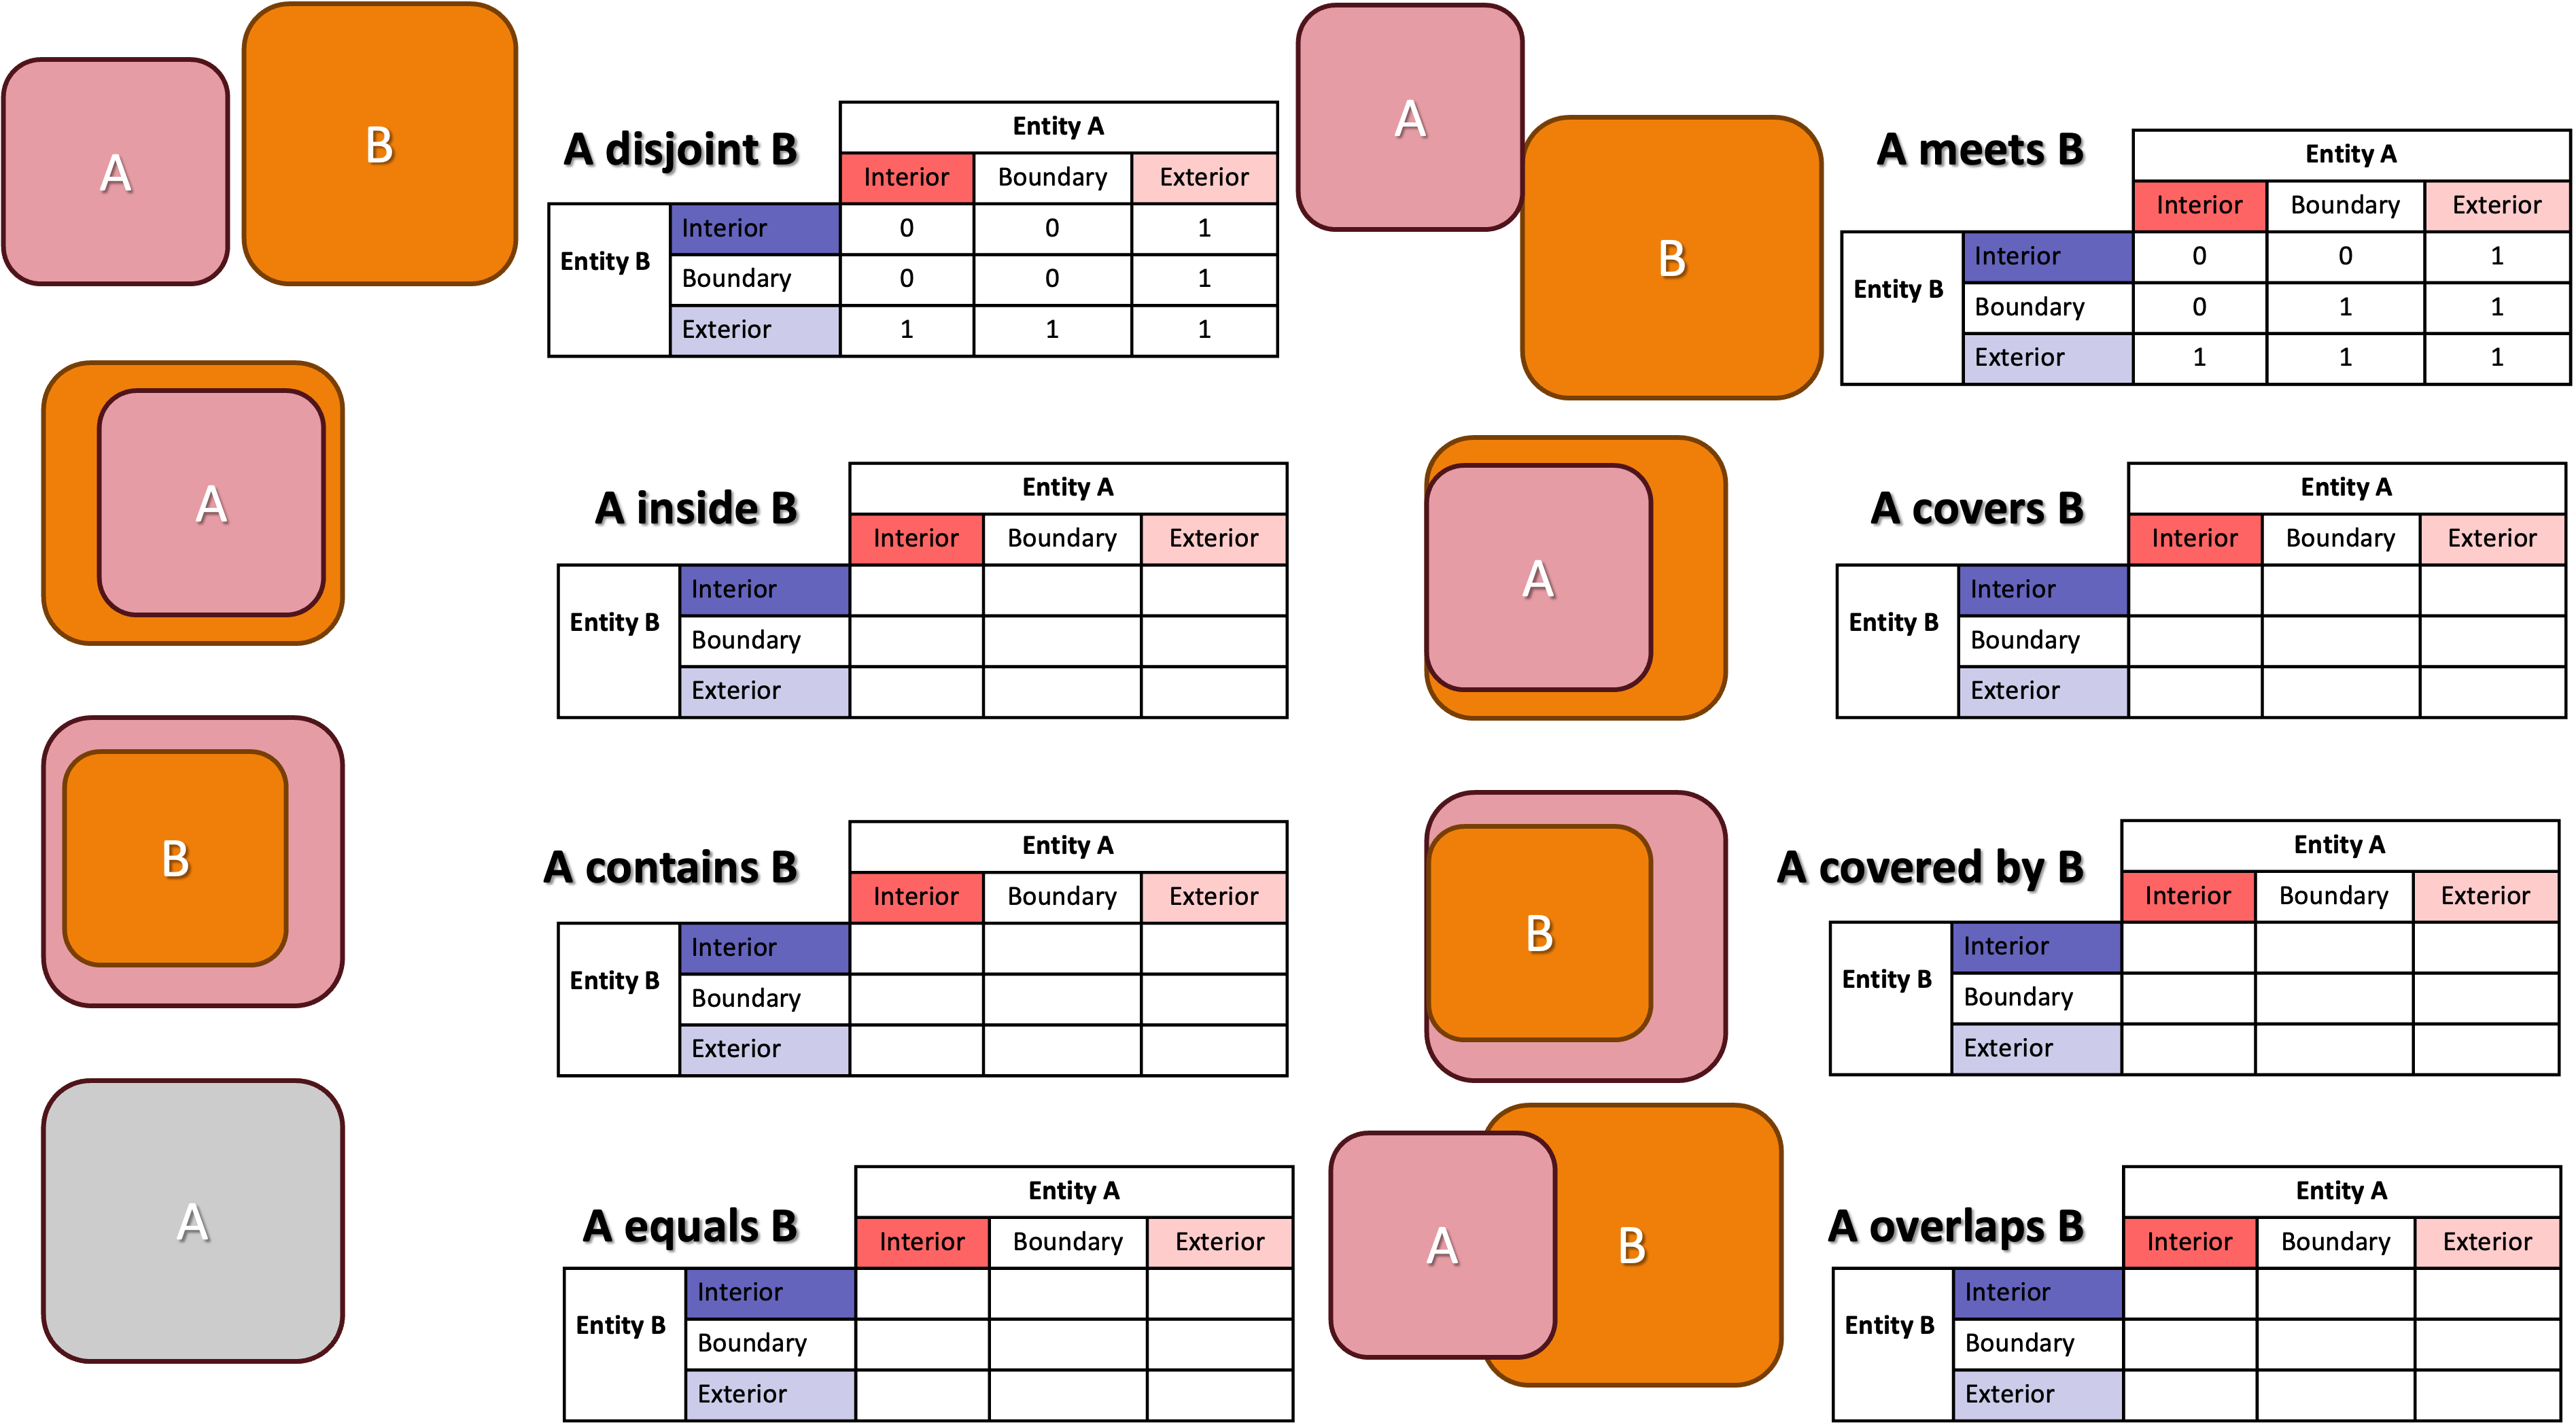 A
B
A disjoint B
Entity A
Interior Boundary Exterior
Entity B
Interior 0 0 1
Boundary 0 0 1
Exterior 1 1 1
A
B
A meets B
Entity A
Interior Boundary Exterior
Entity B
Interior 0 0 1
Boundary 0 1 1
Exterior 1 1 1
A
A inside B
Entity A
Interior Boundary Exterior
Entity B
Interior
Boundary
Exterior
A
A covers B
Entity A
Interior Boundary Exterior
Entity B
Interior
Boundary
Exterior
B
A contains B
Entity A
Interior Boundary Exterior
Entity B
Interior
Boundary
Exterior
B
A covered by B
Entity A
Interior Boundary Exterior
Entity B
Interior
Boundary
Exterior
A
A equals B
Entity A
Interior Boundary Exterior
Entity B
Interior
Boundary
Exterior
A
B
A overlaps B
Entity A
Interior Boundary Exterior
Entity B
Interior
Boundary
Exterior